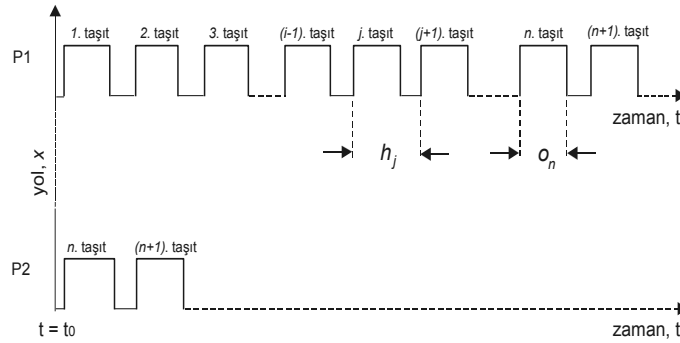 1. taşıt 2. taşıt 3. taşıt (i-1). taşıt j. taşıt (j+1). taşıt n. taşıt (n+1). taşıt
P1
zaman, t
h_j o_n
yol, x
n. taşıt (n+1). taşıt
P2
t = t0 zaman, t